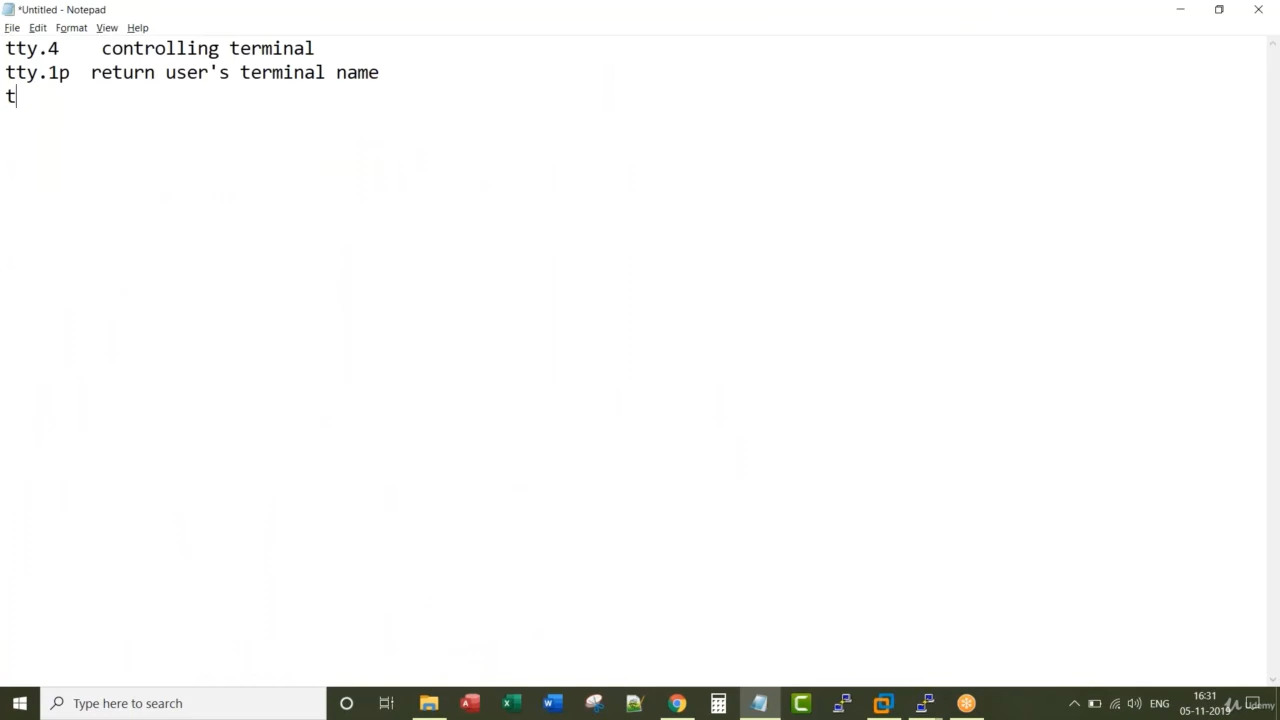 *Untitled - Notepad
File Edit Format View Help
tty.4    controlling terminal
tty.1p  return user's terminal name
t
Type here to search
ENG
16:31
05-11-2019
Udemy